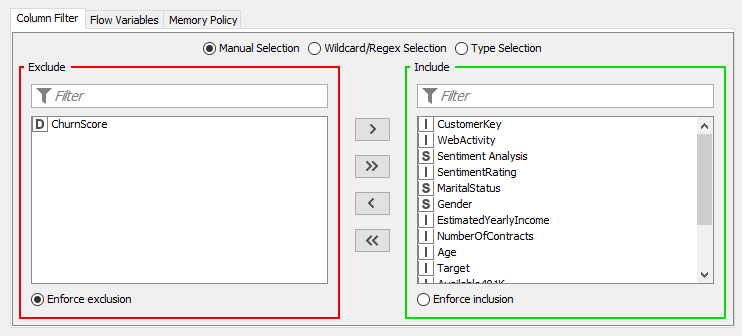 Column Filter Flow Variables Memory Policy
Manual Selection Wildcard/Regex Selection Type Selection
Exclude
Filter
D ChurnScore
Enforce exclusion
Include
Filter
I CustomerKey
I WebActivity
S Sentiment Analysis
I SentimentRating
S MaritalStatus
S Gender
I EstimatedYearlyIncome
I NumberOfContracts
I Age
I Target
I Available401K
Enforce inclusion